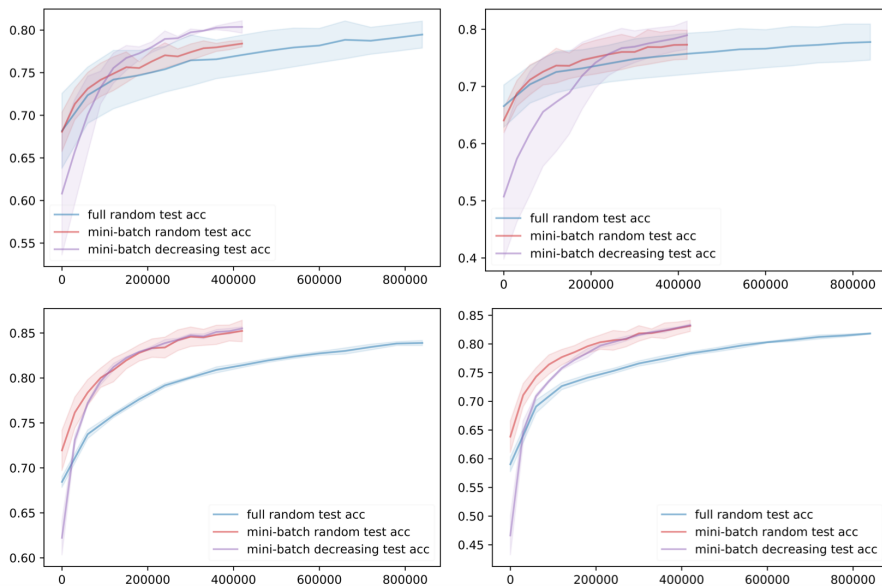 0.80
0.75
0.70
0.65
0.60
0.55
full random test acc
mini-batch random test acc
mini-batch decreasing test acc
0 200000 400000 600000 800000
0.8
0.7
0.6
0.5
0.4
full random test acc
mini-batch random test acc
mini-batch decreasing test acc
0 200000 400000 600000 800000
0.85
0.80
0.75
0.70
0.65
0.60
full random test acc
mini-batch random test acc
mini-batch decreasing test acc
0 200000 400000 600000 800000
0.85
0.80
0.75
0.70
0.65
0.60
0.55
0.50
0.45
full random test acc
mini-batch random test acc
mini-batch decreasing test acc
0 200000 400000 600000 800000